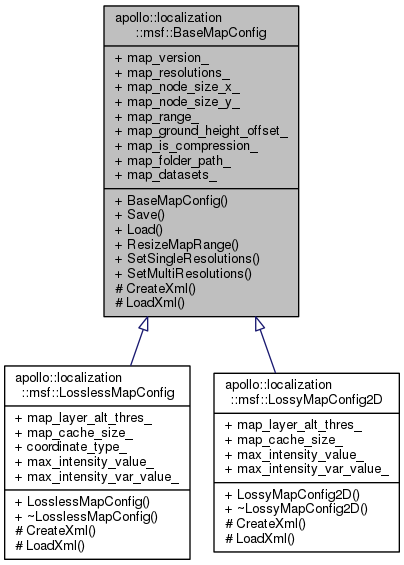 apollo::localization
::msf::BaseMapConfig
+ map_version_
+ map_resolutions_
+ map_node_size_x_
+ map_node_size_y_
+ map_range_
+ map_ground_height_offset_
+ map_is_compression_
+ map_folder_path_
+ map_datasets_
+ BaseMapConfig()
+ Save()
+ Load()
+ ResizeMapRange()
+ SetSingleResolutions()
+ SetMultiResolutions()
# CreateXml()
# LoadXml()
apollo::localization
::msf::LosslessMapConfig
+ map_layer_alt_thres_
+ map_cache_size_
+ coordinate_type_
+ max_intensity_value_
+ max_intensity_var_value_
+ LosslessMapConfig()
+ ~LosslessMapConfig()
# CreateXml()
# LoadXml()
apollo::localization
::msf::LossyMapConfig2D
+ map_layer_alt_thres_
+ map_cache_size_
+ max_intensity_value_
+ max_intensity_var_value_
+ LossyMapConfig2D()
+ ~LossyMapConfig2D()
# CreateXml()
# LoadXml()